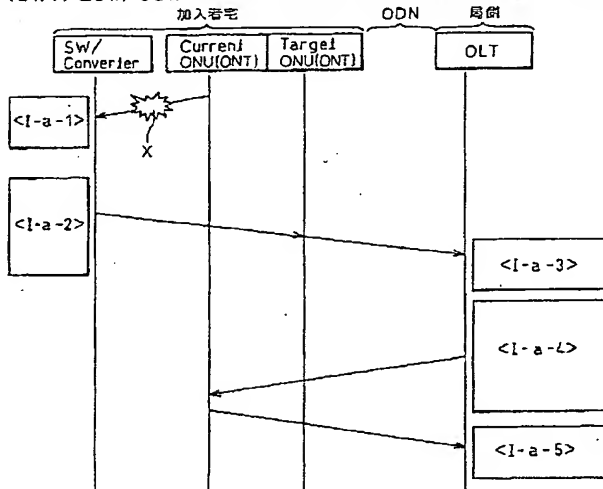 加入者宅 ODN 局側
SW/ Current Target OLT
Converter ONU(ONT) ONU(ONT)
<I-a-1>
X
<I-a-2>
<I-a-3>
<I-a-4>
<I-a-5>